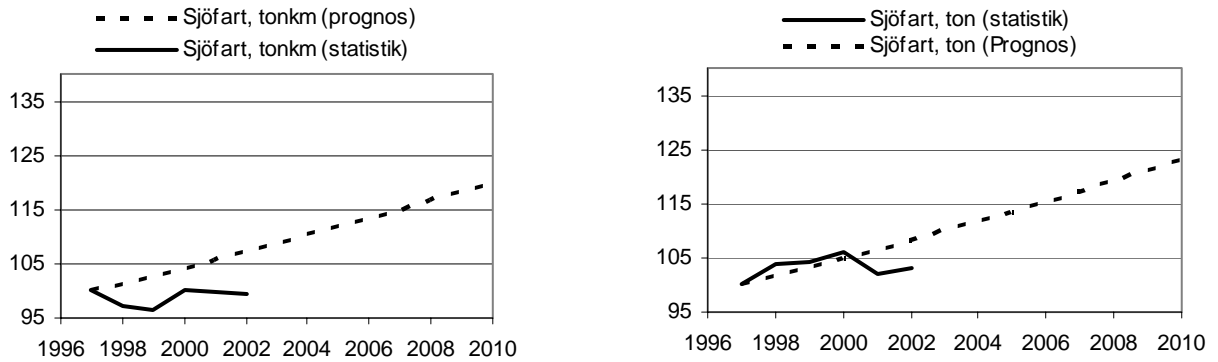 Sjöfart, tonkm (prognos)
Sjöfart, tonkm (statistik)
135
125
115
105
95
1996 1998 2000 2002 2004 2006 2008 2010
Sjöfart, ton (statistik)
Sjöfart, ton (Prognos)
135
125
115
105
95
1996 1998 2000 2002 2004 2006 2008 2010